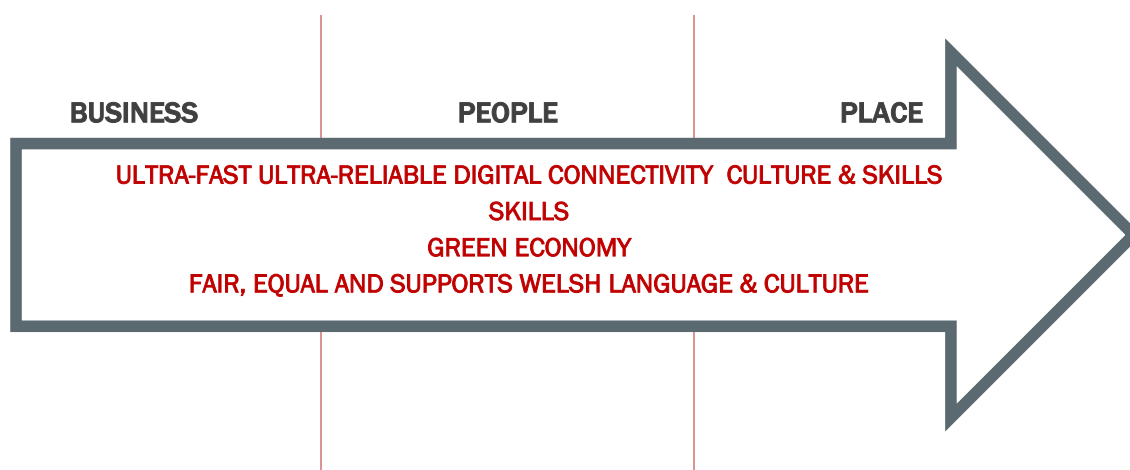 BUSINESS PEOPLE PLACE
ULTRA-FAST ULTRA-RELIABLE DIGITAL CONNECTIVITY  CULTURE & SKILLS
SKILLS
GREEN ECONOMY
FAIR, EQUAL AND SUPPORTS WELSH LANGUAGE & CULTURE